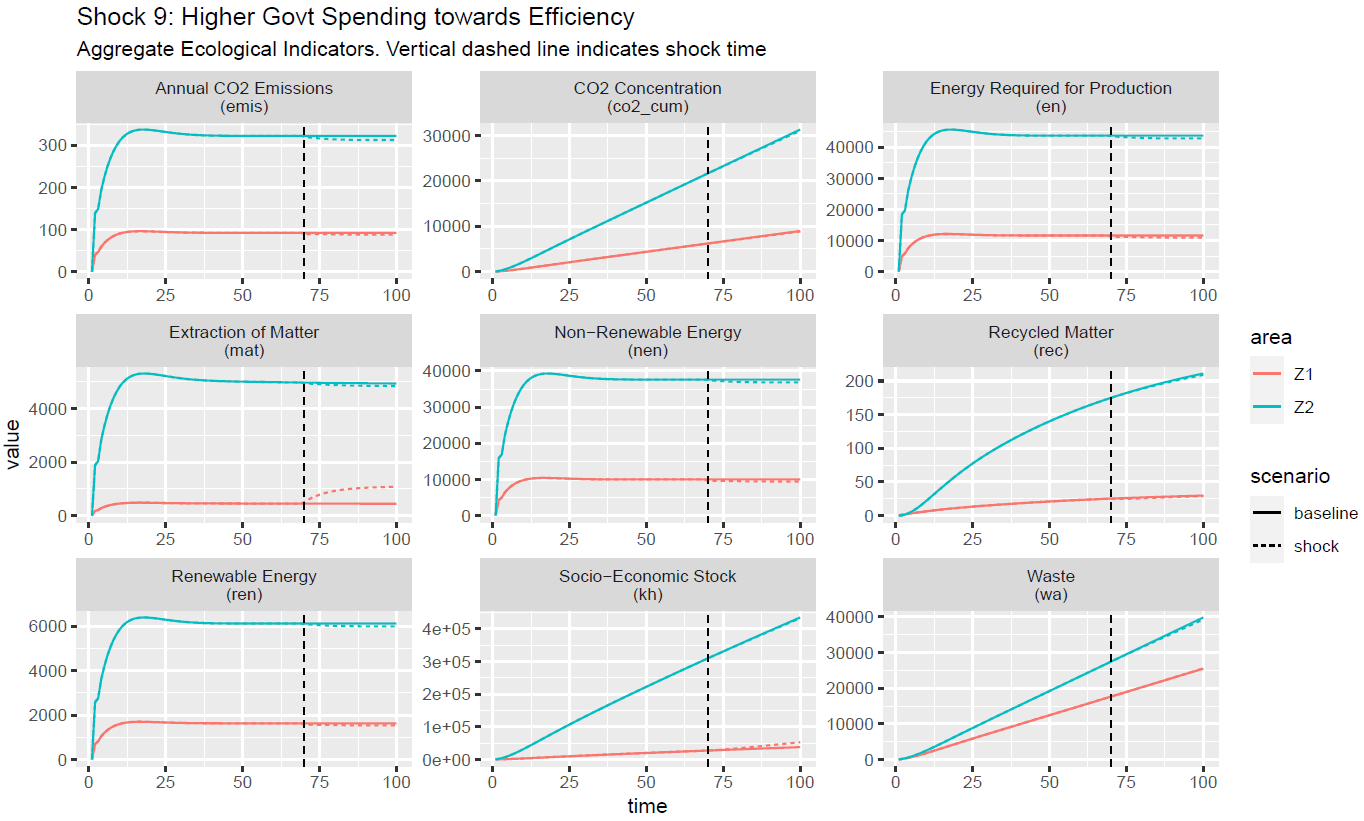 Shock 9: Higher Govt Spending towards Efficiency
Aggregate Ecological Indicators. Vertical dashed line indicates shock time
Annual CO2 Emissions
(emis)
CO2 Concentration
(co2_cum)
Energy Required for Production
(en)
300
200
100
0
0 25 50 75 100
30000
20000
10000
0
0 25 50 75 100
40000
30000
20000
10000
0
0 25 50 75 100
Extraction of Matter
(mat)
Non−Renewable Energy
(nen)
Recycled Matter
(rec)
4000
2000
0
0 25 50 75 100
40000
30000
20000
10000
0
0 25 50 75 100
200
150
100
50
0
0 25 50 75 100
Renewable Energy
(ren)
Socio−Economic Stock
(kh)
Waste
(wa)
6000
4000
2000
0
0 25 50 75 100
4e+05
3e+05
2e+05
1e+05
0e+00
0 25 50 75 100
40000
30000
20000
10000
0
0 25 50 75 100
value
time
area
Z1
Z2
scenario
baseline
shock